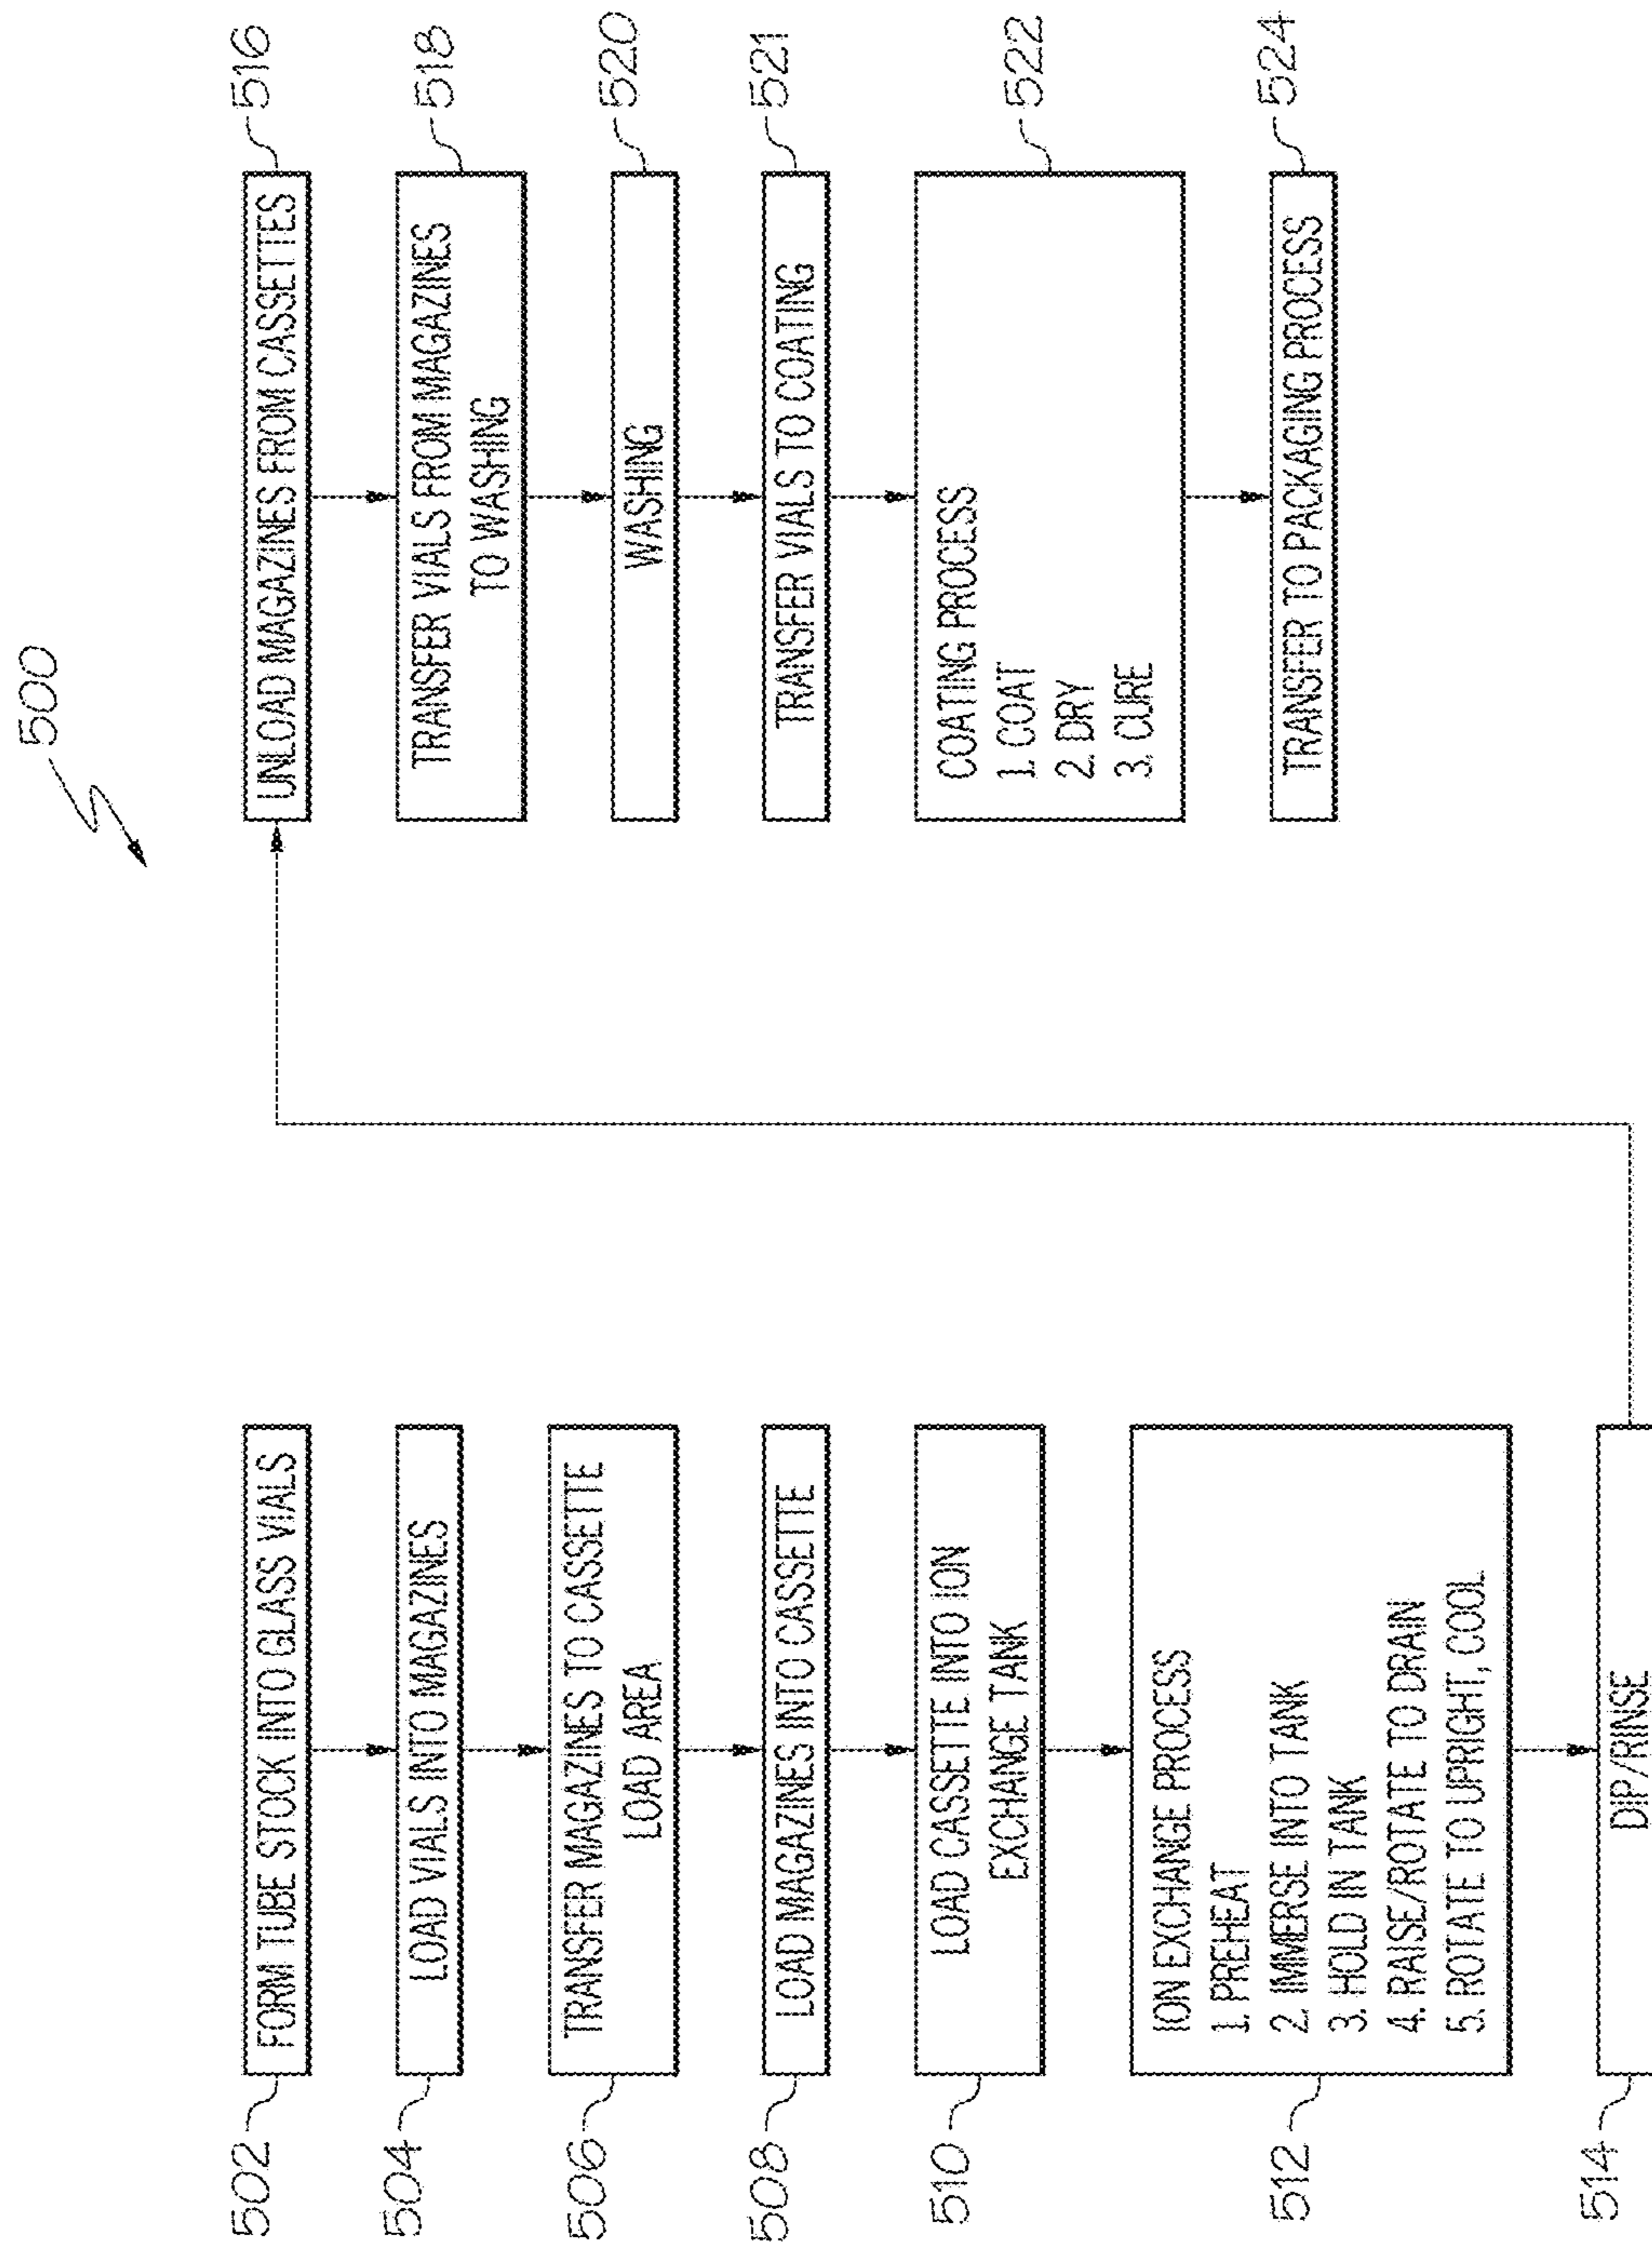 500
502
FORM TUBE STOCK INTO GLASS VIALS
504
LOAD VIALS INTO MAGAZINES
506
TRANSFER MAGAZINES TO CASSETTE
LOAD AREA
508
LOAD MAGAZINES INTO CASSETTE
510
LOAD CASSETTE INTO ION
EXCHANGE TANK
512
ION EXCHANGE PROCESS
1. PREHEAT
2. IMMERSE INTO TANK
3. HOLD IN TANK
4. RAISE/ROTATE TO DRAIN
5. ROTATE TO UPRIGHT, COOL
514
DIP/RINSE
UNLOAD MAGAZINES FROM CASSETTES
516
TRANSFER VIALS FROM MAGAZINES
TO WASHING
518
WASHING
520
TRANSFER VIALS TO COATING
521
COATING PROCESS
1. COAT
2. DRY
3. CURE
522
TRANSFER TO PACKAGING PROCESS
524